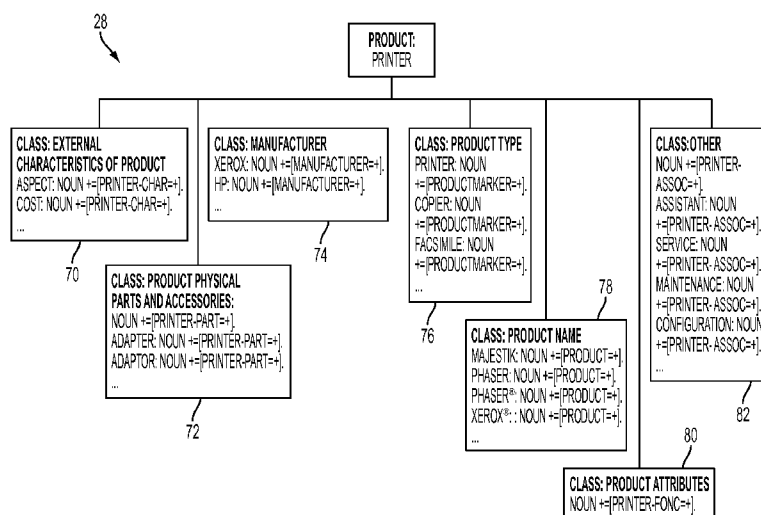 28
PRODUCT:
PRINTER
CLASS: EXTERNAL
CHARACTERISTICS OF PRODUCT
ASPECT: NOUN +=[PRINTER-CHAR=+].
COST: NOUN +=[PRINTER-CHAR=+].
...
70
CLASS: PRODUCT PHYSICAL
PARTS AND ACCESSORIES:
NOUN +=[PRINTER-PART=+].
ADAPTER: NOUN +=[PRINTER-PART=+].
ADAPTOR: NOUN +=[PRINTER-PART=+].
...
72
CLASS: MANUFACTURER
XEROX: NOUN +=[MANUFACTURER=+].
HP: NOUN +=[MANUFACTURER=+].
...
74
CLASS: PRODUCT TYPE
PRINTER: NOUN
+=[PRODUCTMARKER=+].
COPIER: NOUN
+=[PRODUCTMARKER=+].
FACSIMILE: NOUN
+=[PRODUCTMARKER=+].
...
76
78
CLASS: PRODUCT NAME
MAJESTIK: NOUN +=[PRODUCT=+].
PHASER: NOUN +=[PRODUCT=+].
PHASER®: NOUN +=[PRODUCT=+].
XEROX®: : NOUN +=[PRODUCT=+].
...
80
CLASS: PRODUCT ATTRIBUTES
NOUN +=[PRINTER-FONC=+].
CLASS:OTHER
NOUN +=[PRINTER-
ASSOC=+].
ASSISTANT: NOUN
+=[PRINTER- ASSOC=+].
SERVICE: NOUN
+=[PRINTER- ASSOC=+].
MAINTENANCE: NOUN
+=[PRINTER- ASSOC=+].
CONFIGURATION: NOUN
+=[PRINTER- ASSOC=+].
...
82